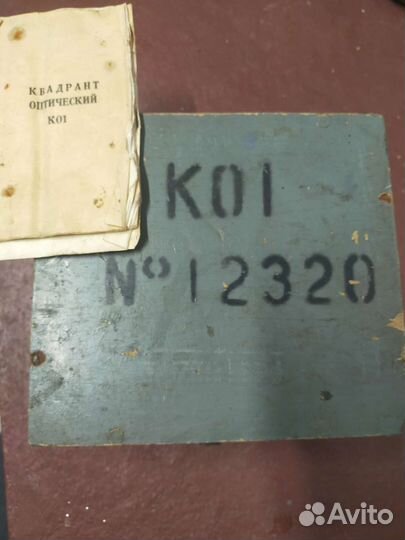 КВАДРАНТ
ОПТИЧЕСКИЙ
К01
К01
№ 12320
Avito